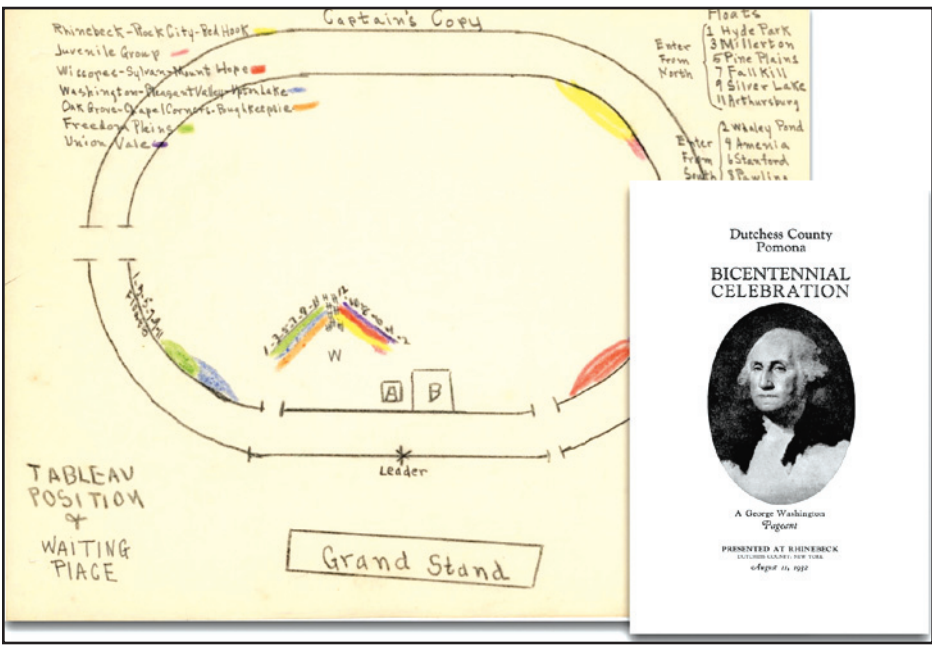 Captain's Copy
Rhinebeck-Rock City-Red Hook
Juvenile Group
Wiccopee-Sylvan-Mount Hope
Washington-Pleasant Valley-Upton Lake
Oak Grove-Chapel Corners-Poughkeepsie
Freedom Plains
Union Vale
Floats
Enter From North
1 Hyde Park
3 Millerton
5 Pine Plains
7 Fall Kill
9 Silver Lake
11 Arthursburg
Enter From South
2 Whaley Pond
9 Amenia
6 Stanford
8 Pawling
W
A
B
Leader
TABLEAU
POSITION
&
WAITING
PLACE
Grand Stand
Dutchess County
Pomona
BICENTENNIAL
CELEBRATION
A George Washington
Pageant
PRESENTED AT RHINEBECK
DUTCHESS COUNTY, NEW YORK
August 11, 1932